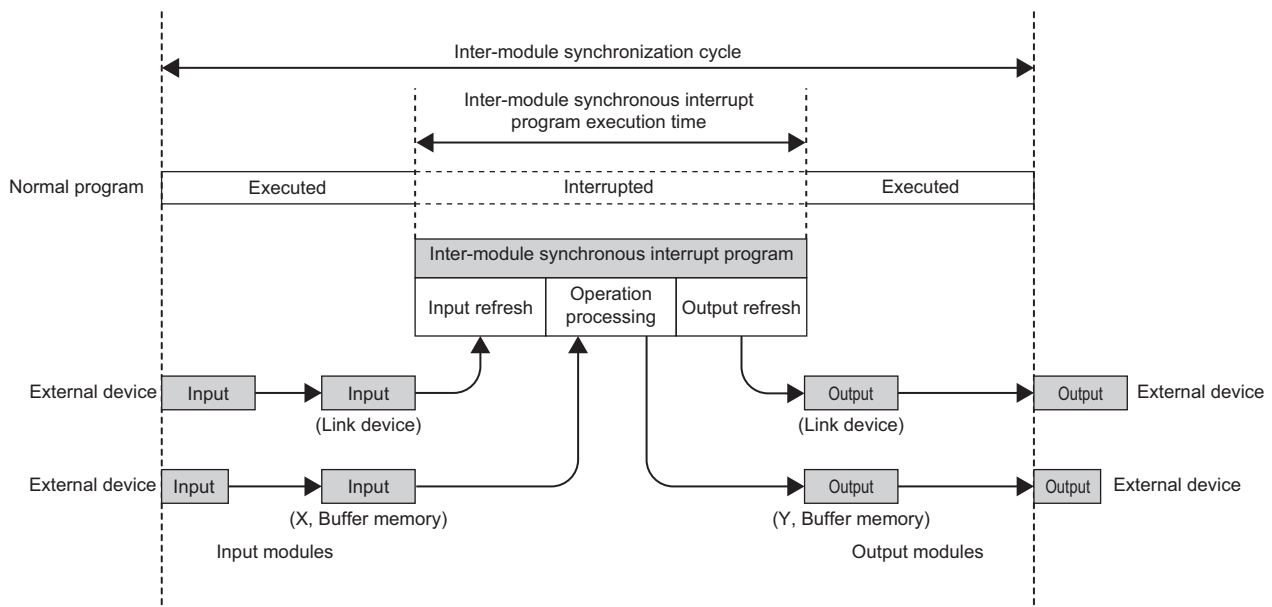 Inter-module synchronization cycle
Inter-module synchronous interrupt
program execution time
Normal program
Executed
Interrupted
Executed
Inter-module synchronous interrupt program
Input refresh
Operation
processing
Output refresh
External device
Input
Input
(Link device)
Output
(Link device)
Output
External device
External device
Input
Input
(X, Buffer memory)
Output
(Y, Buffer memory)
Output
External device
Input modules
Output modules